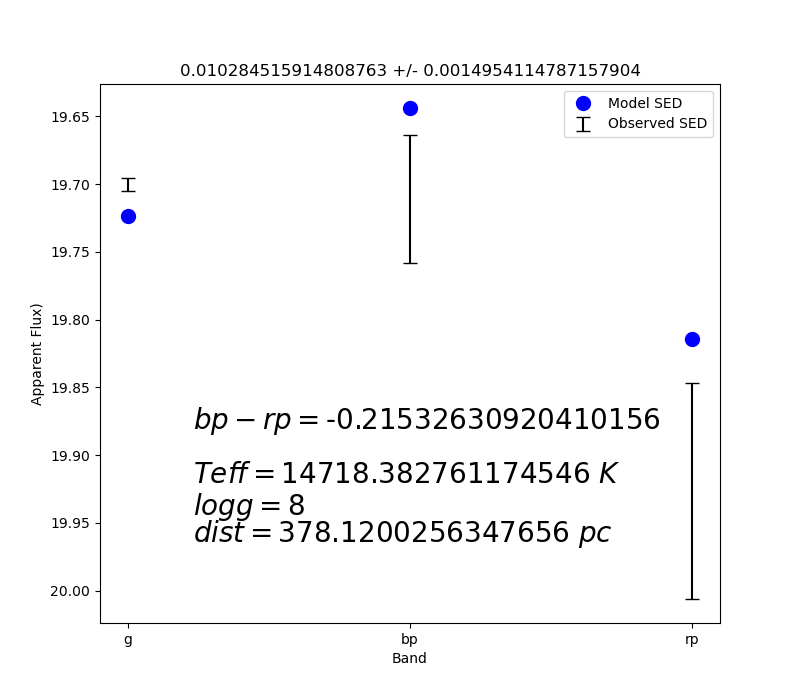 0.010284515914808763 +/- 0.0014954114787157904
Model SED
Observed SED
19.65
19.70
19.75
19.80
19.85
19.90
19.95
20.00
Apparent Flux)
bp − rp = -0.21532630920410156
Teff = 14718.382761174546 K
logg = 8
dist = 378.1200256347656 pc
g
bp
rp
Band